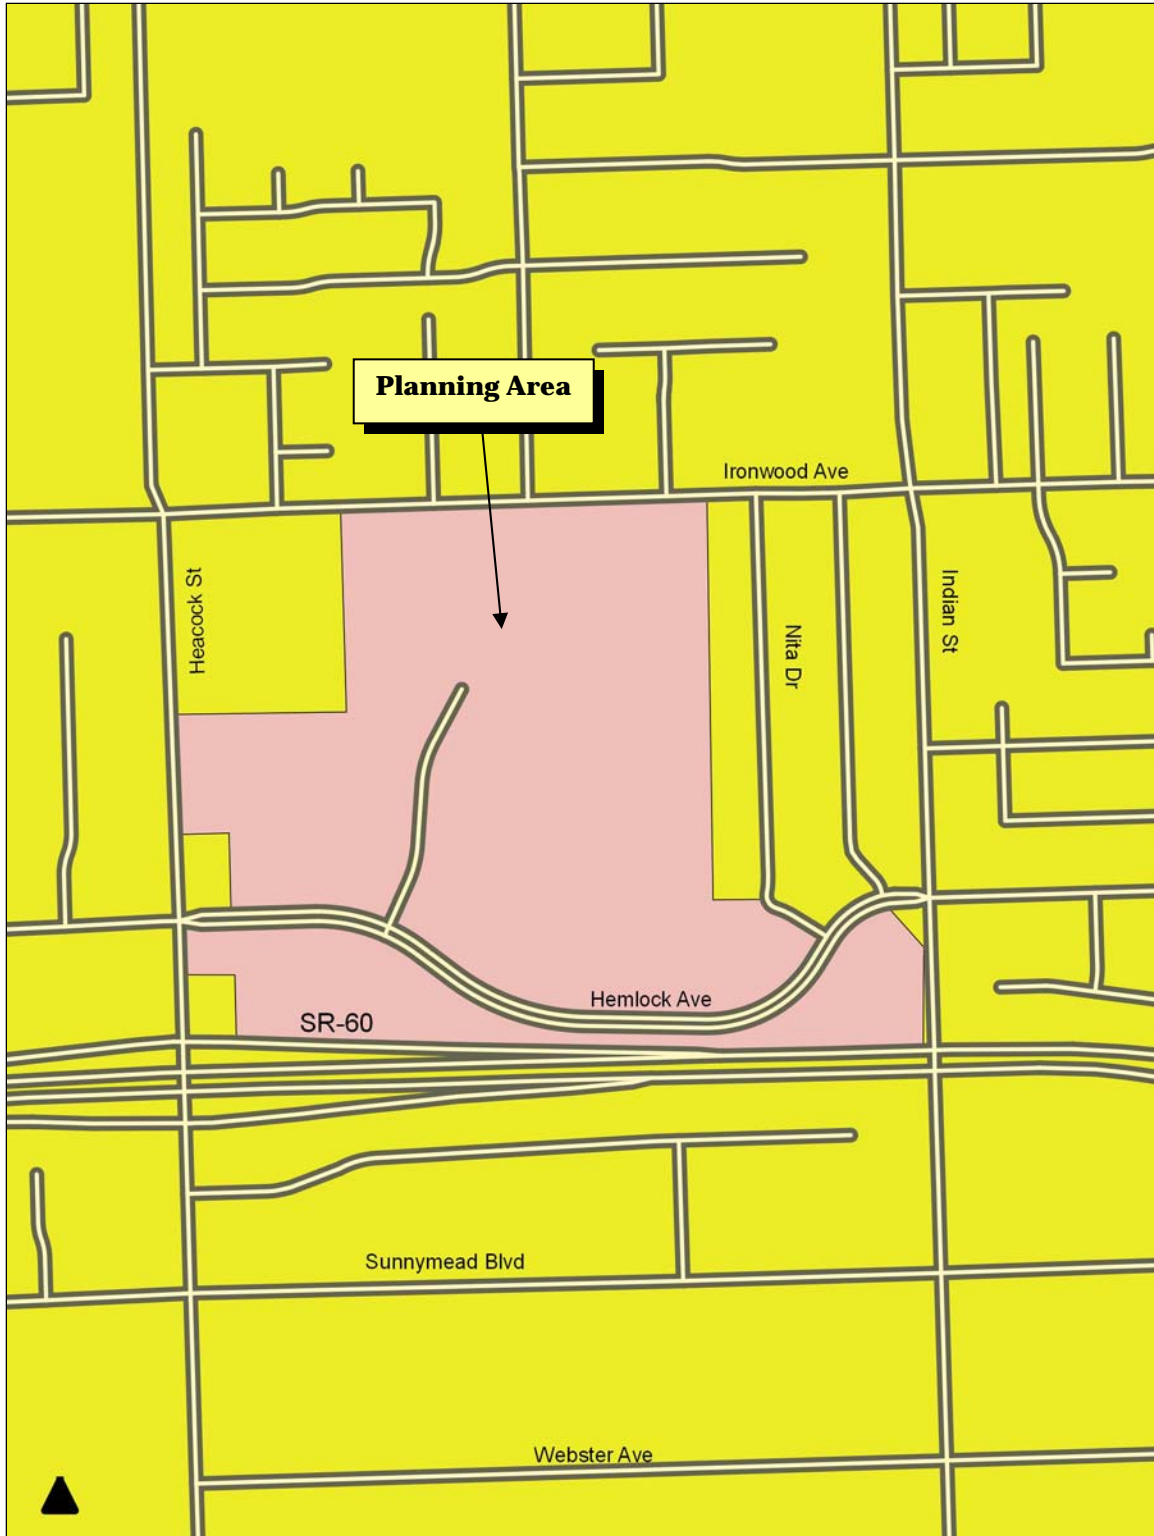 Planning Area
Ironwood Ave
Heacock St
Indian St
Nita Dr
Hemlock Ave
SR-60
Sunnymead Blvd
Webster Ave